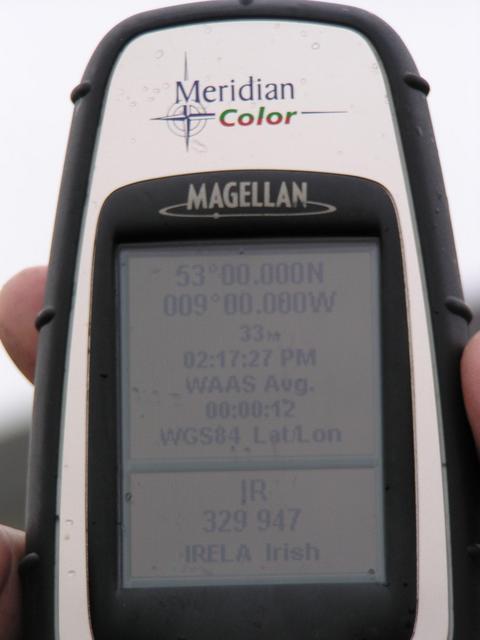 Meridian
Color
MAGELLAN
53°00.000N
009°00.000W
33M
02:17:27 PM
WAAS Avg.
00:00:12
WGS84 Lat/Lon
IR
329 947
IRELA Irish